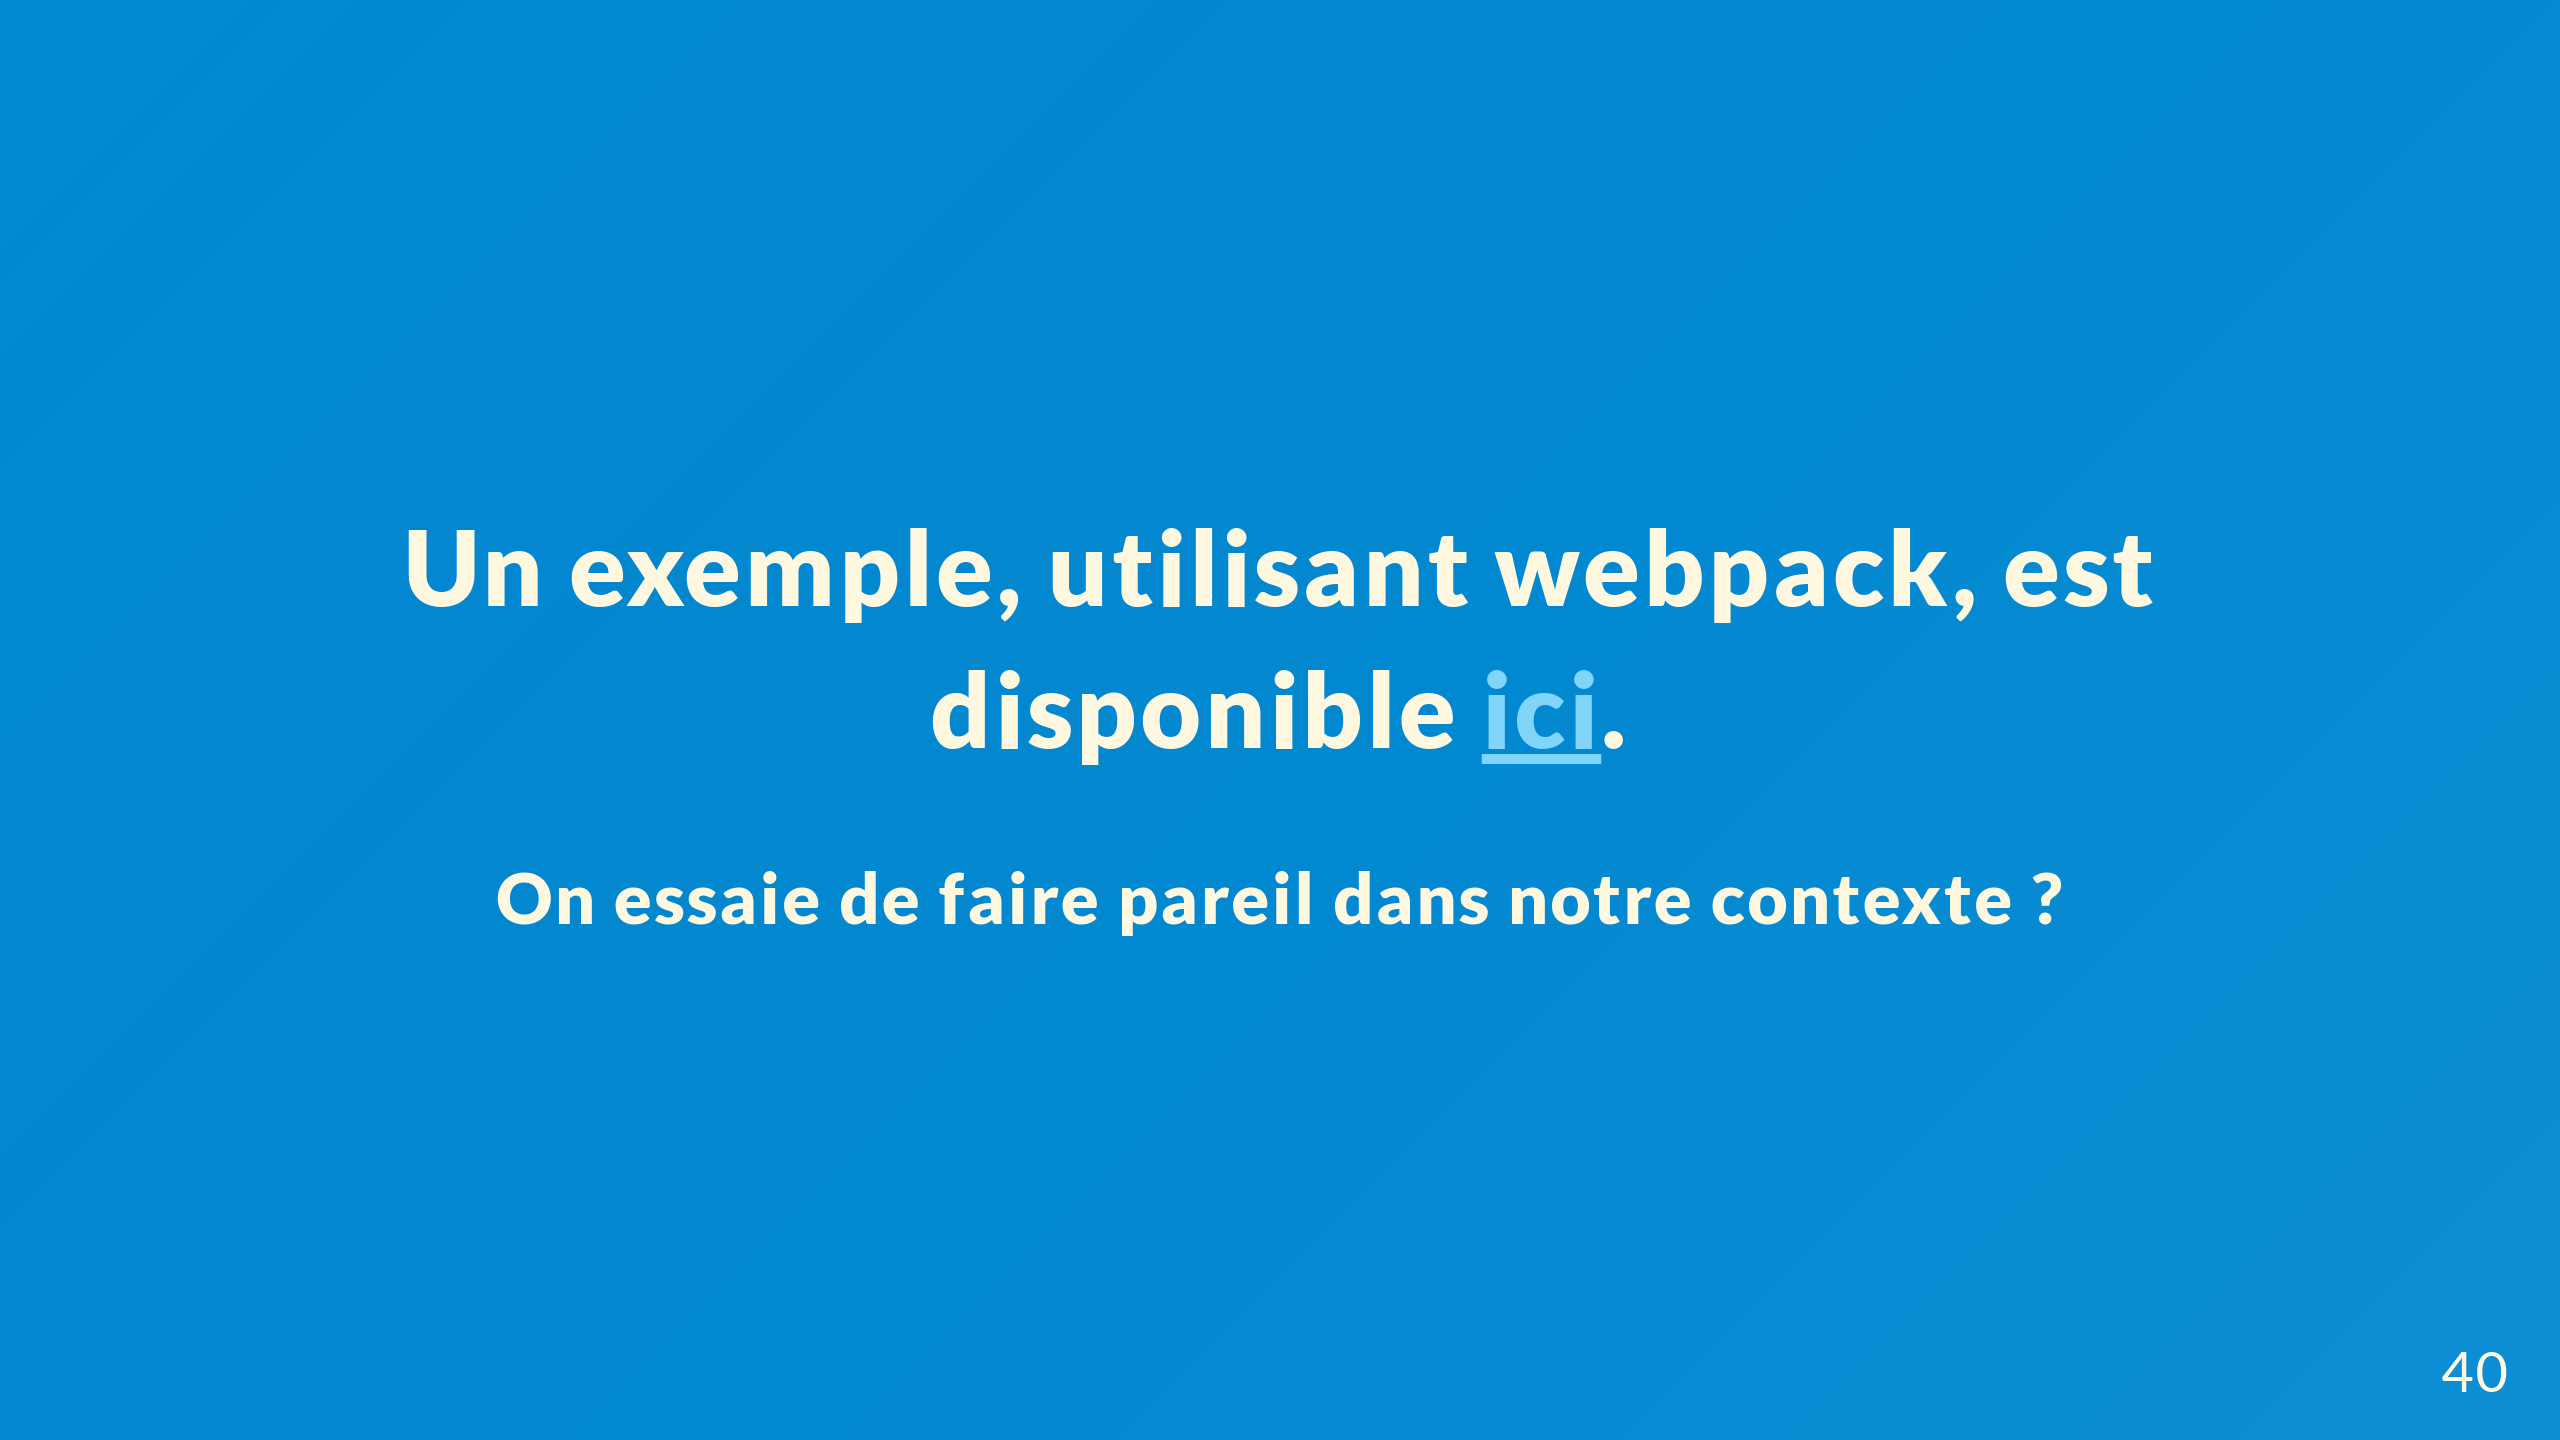 Un exemple, utilisant webpack, est
disponible ici.
On essaie de faire pareil dans notre contexte ?
40